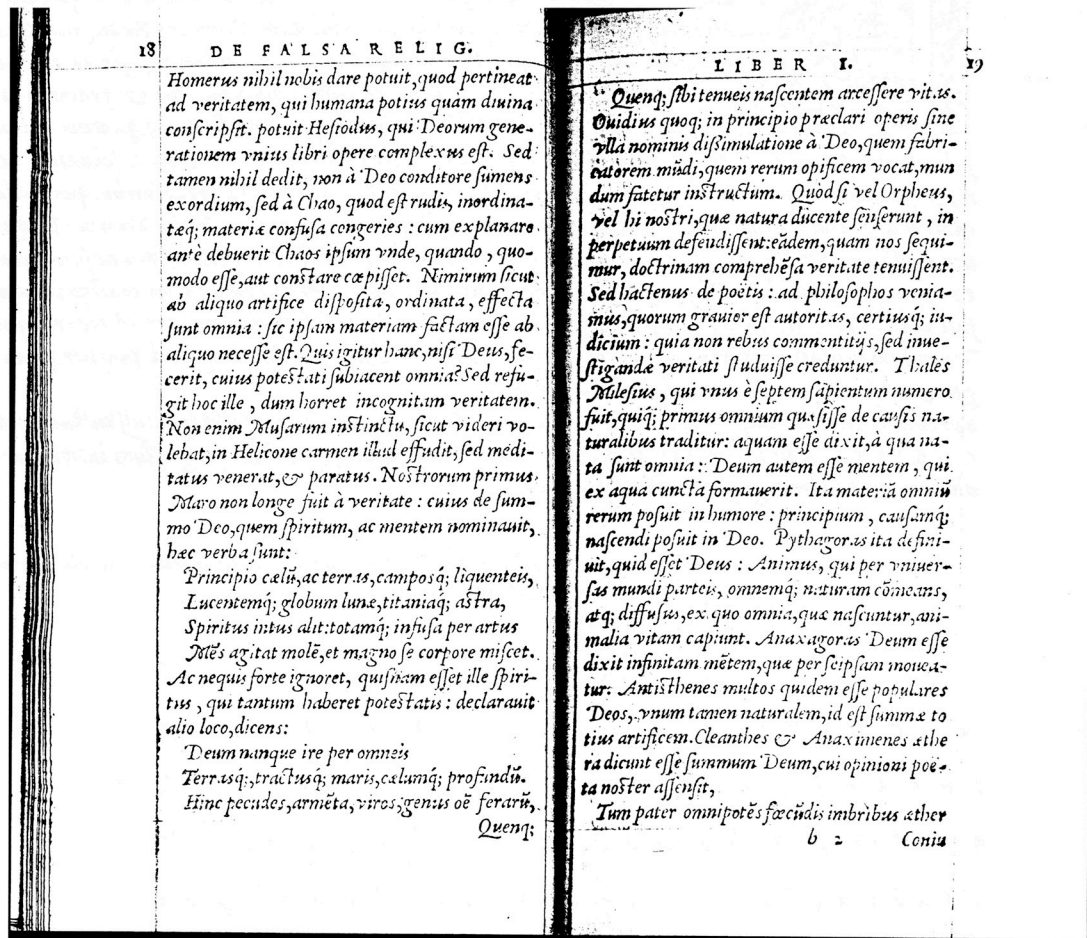 18 DE FALSA RELIG.
Homerus nihil nobis dare potuit, quod pertineat
ad veritatem, qui humana potius quàm diuina
conſcripſit. potuit Heſiodus, qui Deorum gene-
rationem vnius libri opere complexus eſt. Sed
tamen nihil dedit, non à Deo conditore ſumens
exordium, ſed à Chao, quod eſt rudis, inordina-
tæq; materiæ confuſa congeries : cum explanare
antè debuerit Chaos ipſum vnde, quando, quo-
modo eſſe, aut conſtare cœpiſſet. Nimirum ſicut
ab aliquo artifice diſpoſita, ordinata, effecta
ſunt omnia : ſic ipſam materiam factam eſſe ab
aliquo neceſſe eſt. Quis igitur hanc, niſi Deus, fe-
cerit, cuius poteſtati ſubiacent omnia? Sed refu-
git hoc ille, dum horret incognitam veritatem.
Non enim Muſarum inſtinctu, ſicut videri vo-
lebat, in Helicone carmen illud effudit, ſed medi-
tatus venerat, & paratus. Noſtrorum primus
Maro non longe fuit à veritate : cuius de ſum-
mo Deo, quem ſpiritum, ac mentem nominauit,
hæc verba ſunt:
Principio cælũ, ac terras, camposq́; liquenteis,
Lucentemq́; globum lunæ, titaniaq́; aſtra,
Spiritus intus alit: totamq́; infuſa per artus
Mẽs agitat molẽ, et magno ſe corpore miſcet.
Ac nequis forte ignoret, quiſnam eſſet ille ſpiri-
tus, qui tantum haberet poteſtatis : declarauit
alio loco, dicens:
Deum nanque ire per omneis
Terrasq́;, tractusq́; maris, cælumq́; profundũ.
Hinc pecudes, armẽta, viros, genus oẽ ferarũ,
Quenq;
LIBER I. 19
Quenq; ſibi tenueis naſcentem arceſſere vitas.
Ouidius quoq; in principio præclari operis ſine
vlla nominis diſſimulatione à Deo, quem fabri-
catorem mũdi, quem rerum opificem vocat, mun
dum fatetur inſtructum. Quòd ſi vel Orpheus,
vel hi noſtri, quæ natura ducente ſenſerunt, in
perpetuum defendiſſent: eãdem, quam nos ſequi-
mur, doctrinam comprehẽſa veritate tenuiſſent.
Sed hactenus de poëtis : ad philoſophos venia-
mus, quorum grauior eſt autoritas, certiusq́; iu-
dicium : quia non rebus commentitijs, ſed inue-
ſtigandæ veritati ſtuduiſſe creduntur. Thales
Mileſius, qui vnus è ſeptem ſapientum numero
fuit, quiq́; primus omnium quæſiſſe de cauſis na-
turalibus traditur: aquam eſſe dixit, à qua na-
ta ſunt omnia : Deum autem eſſe mentem, qui
ex aqua cuncta formauerit. Ita materiã omniũ
rerum poſuit in humore : principium, cauſamq́;
naſcendi poſuit in Deo. Pythagoras ita defini-
uit, quid eſſet Deus : Animus, qui per vniuer-
ſas mundi parteis, omnemq́; naturam cõmeans,
atq; diffuſus, ex quo omnia, quæ naſcuntur, ani-
malia vitam capiunt. Anaxagoras Deum eſſe
dixit infinitam mẽtem, quæ per ſeipſam mouea-
tur. Antiſthenes multos quidem eſſe populares
Deos, vnum tamen naturalem, id eſt ſummæ to
tius artificem. Cleanthes & Anaximenes æthe
ra dicunt eſſe ſummum Deum, cui opinioni poë-
ta noſter aſſenſit,
Tum pater omnipotẽs fœcũdis imbribus æther
b 2 Coniu